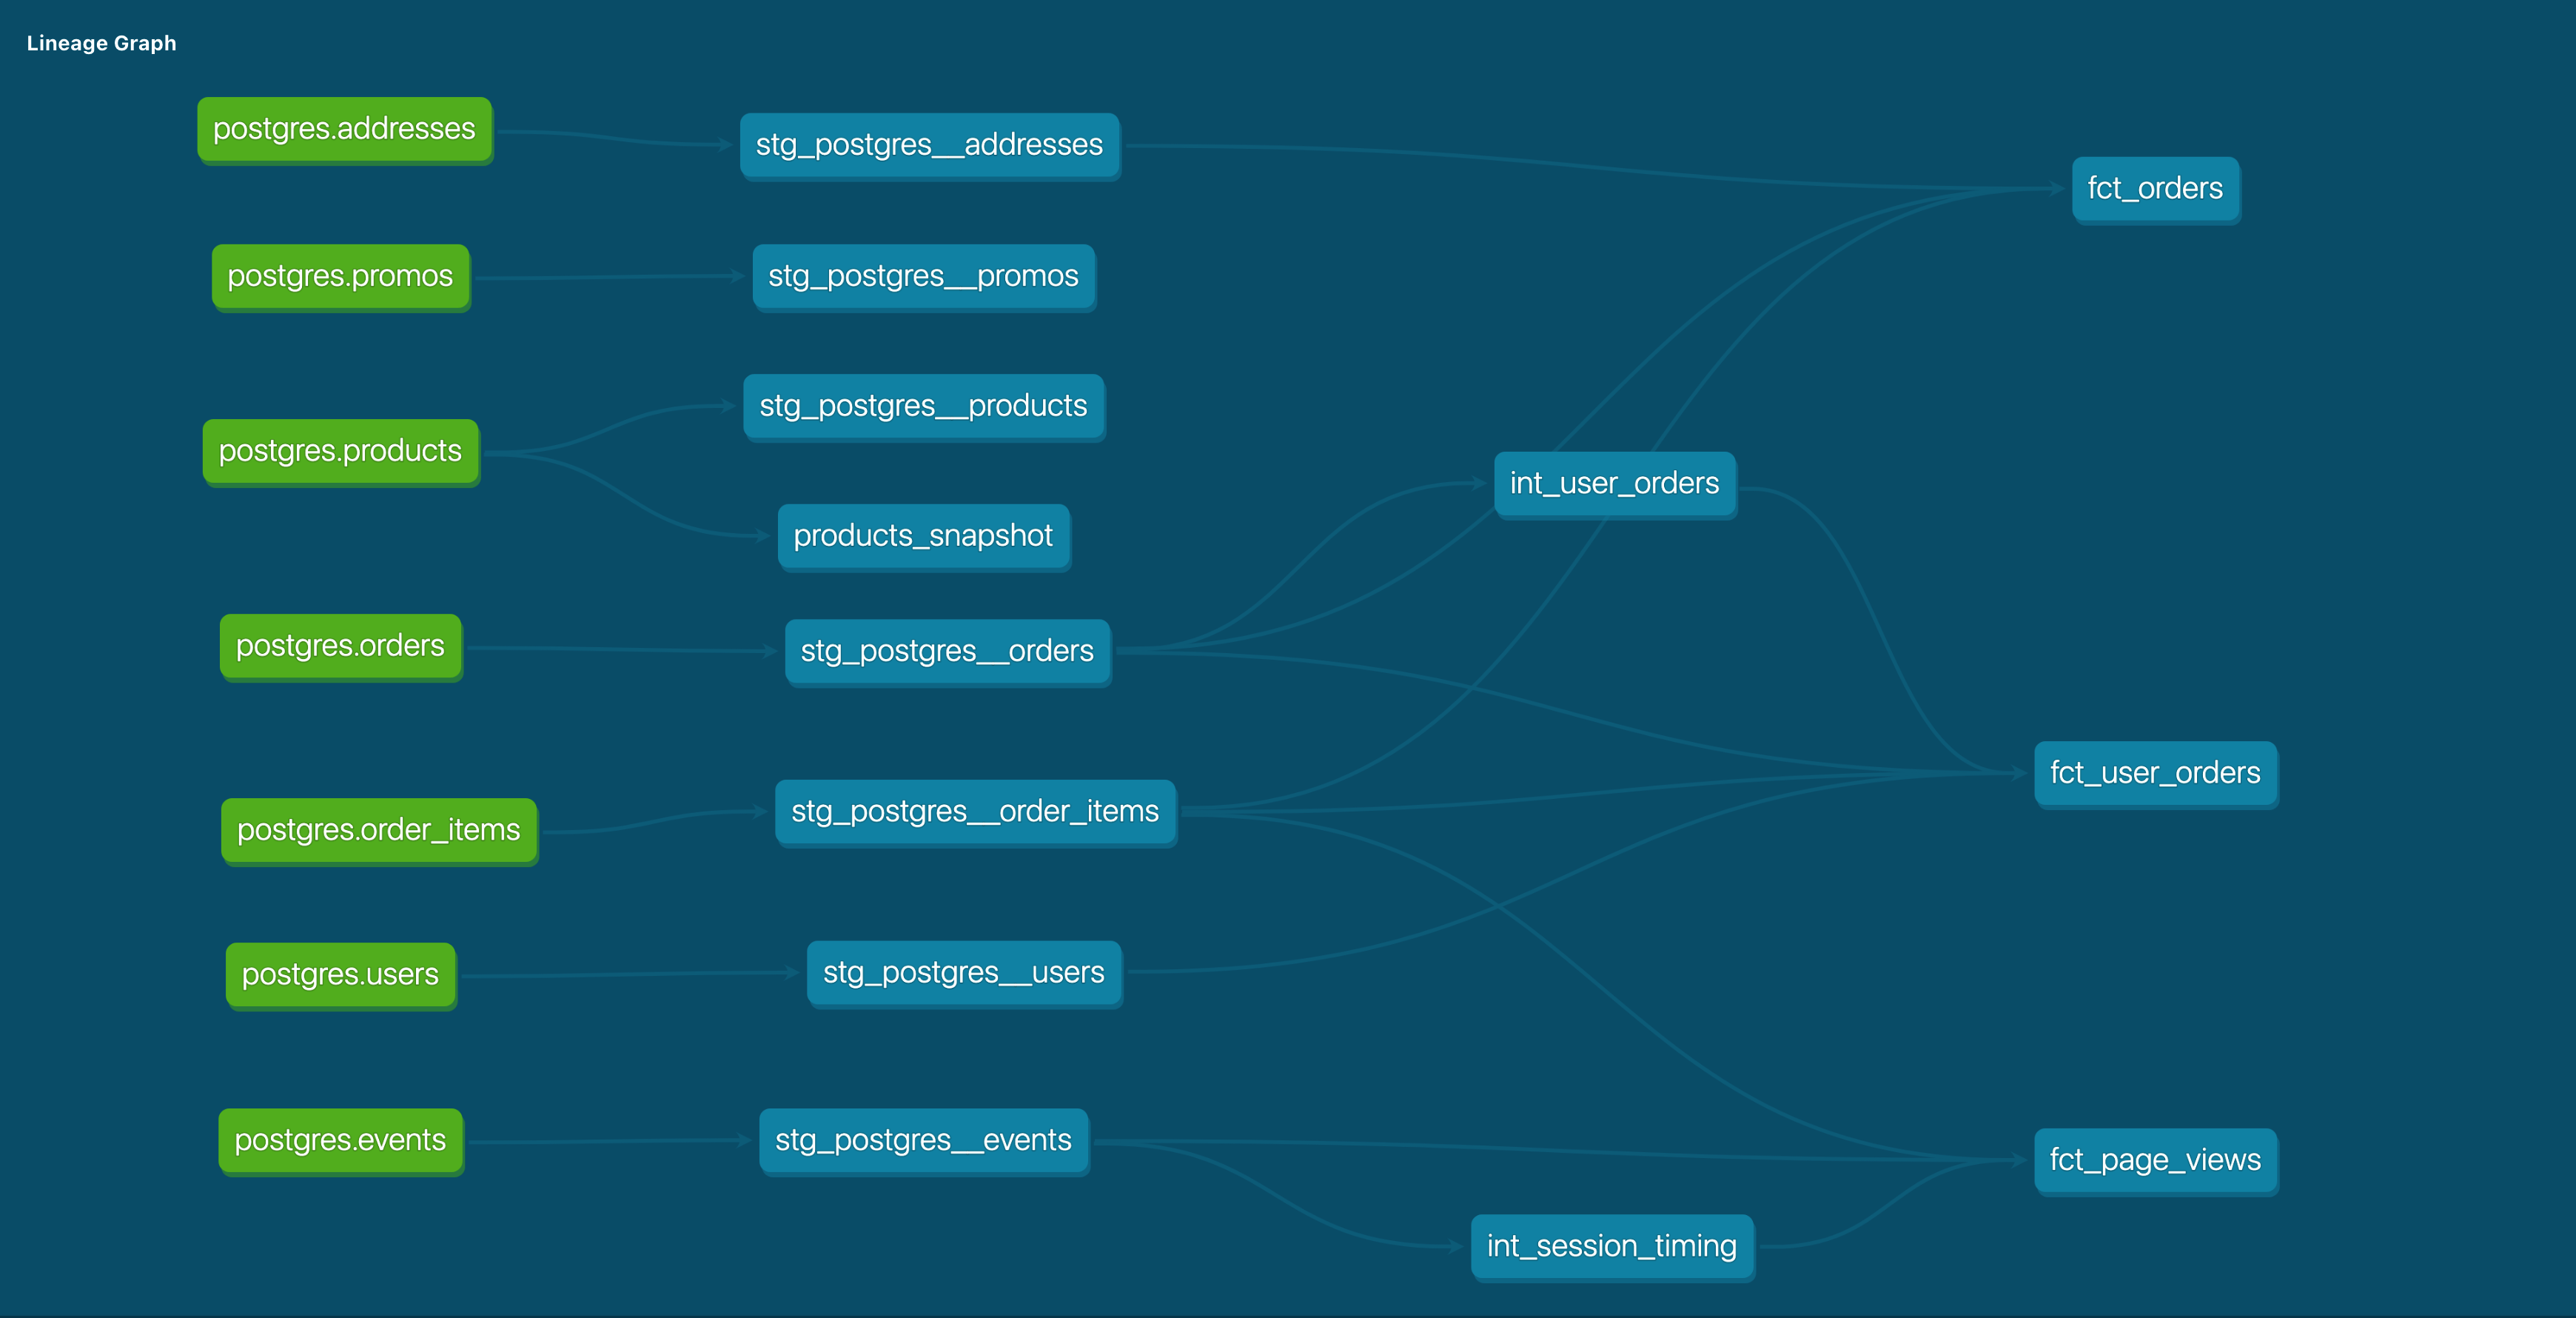 Lineage Graph
postgres.addresses
stg_postgres__addresses
fct_orders
postgres.promos
stg_postgres__promos
stg_postgres__products
postgres.products
int_user_orders
products_snapshot
postgres.orders
stg_postgres__orders
fct_user_orders
stg_postgres__order_items
postgres.order_items
postgres.users
stg_postgres__users
postgres.events
stg_postgres__events
fct_page_views
int_session_timing